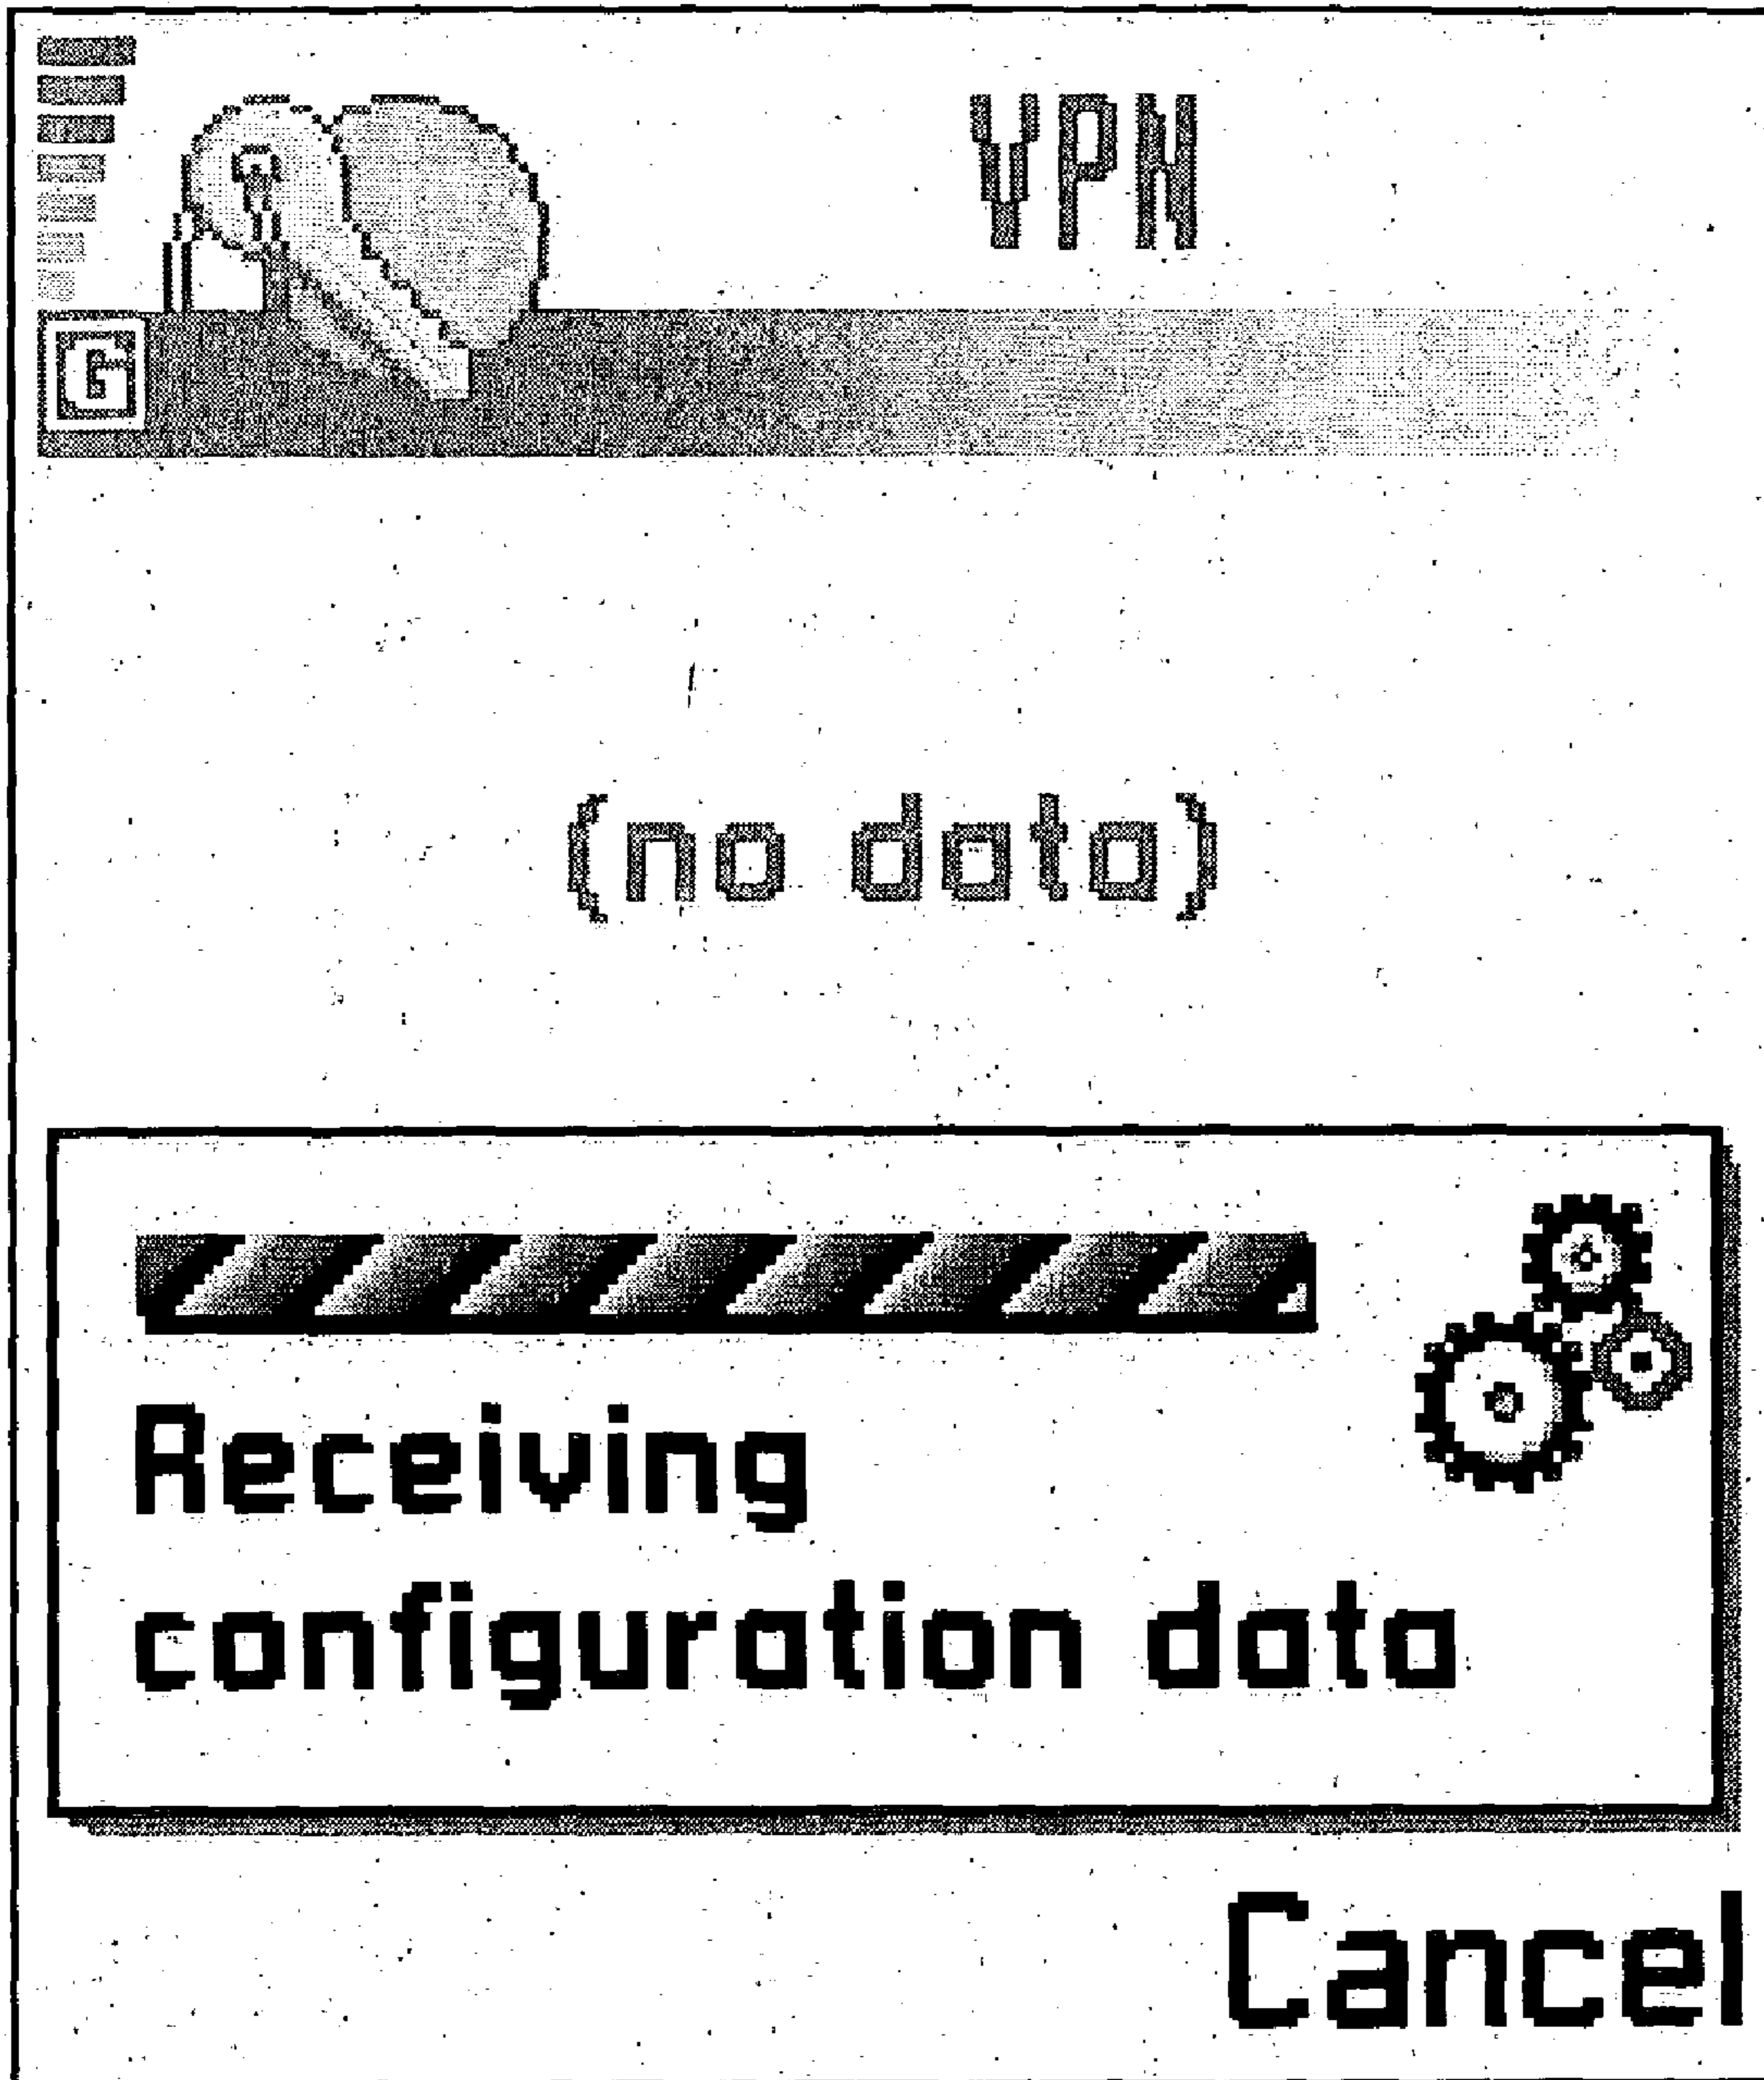 VPN
G
(no data)
Receiving
configuration data
Cancel